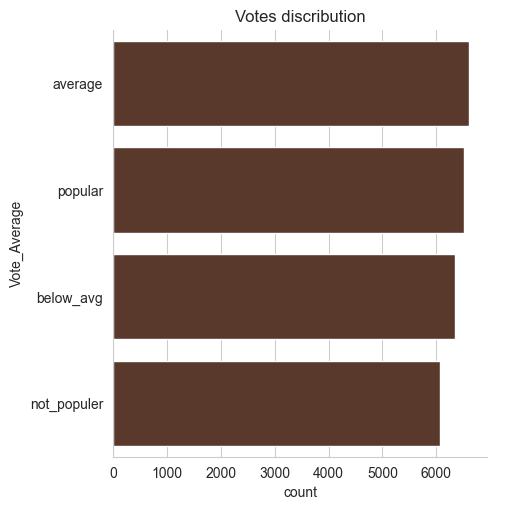 Votes discribution
Vote_Average
average
popular
below_avg
not_populer
0 1000 2000 3000 4000 5000 6000
count